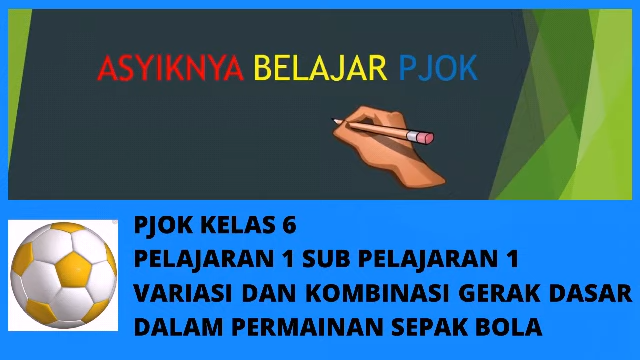 ASYIKNYA BELAJAR PJOK
PJOK KELAS 6
PELAJARAN 1 SUB PELAJARAN 1
VARIASI DAN KOMBINASI GERAK DASAR
DALAM PERMAINAN SEPAK BOLA